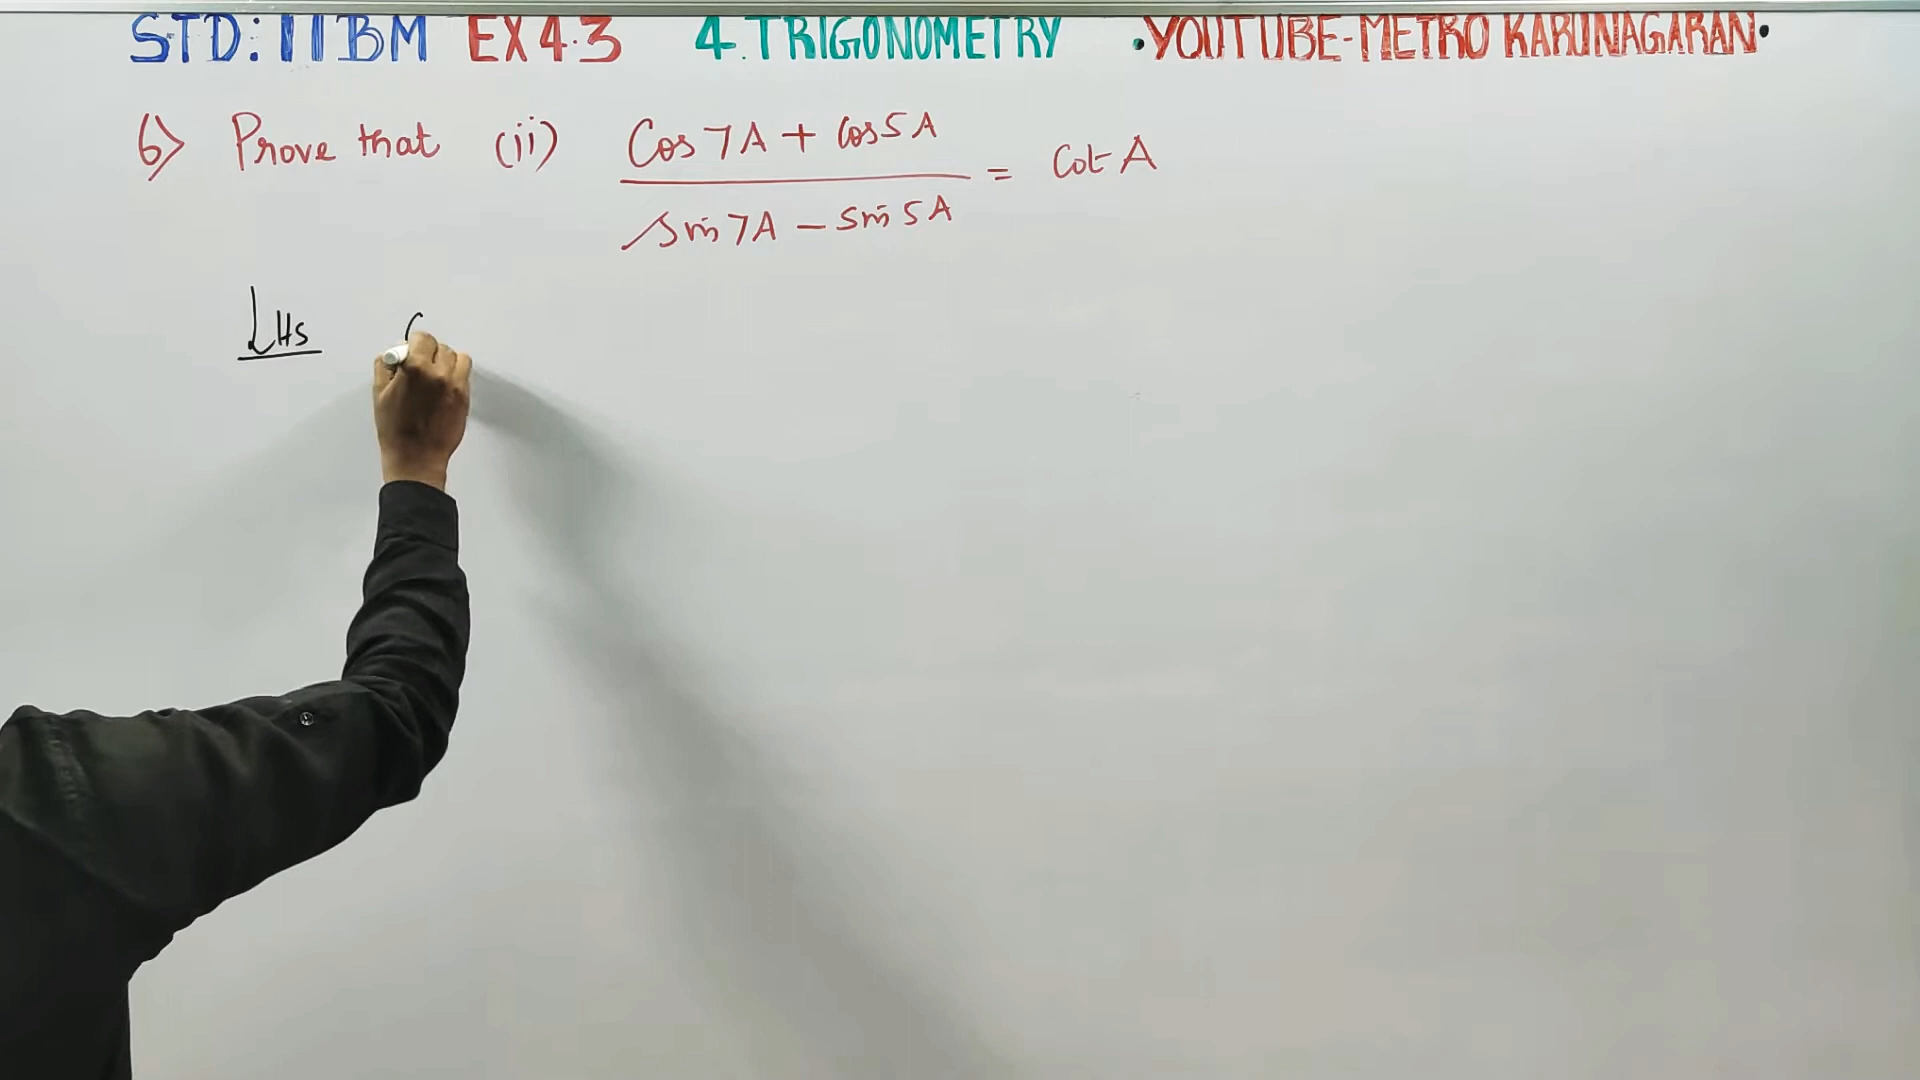 STD: 11 BM EX 4.3 4. TRIGONOMETRY • YOUTUBE-METRO KARUNAGARAN •
6) Prove that (ii) Cos 7A + Cos 5A / Sin 7A - Sin 5A = Cot A
LHS